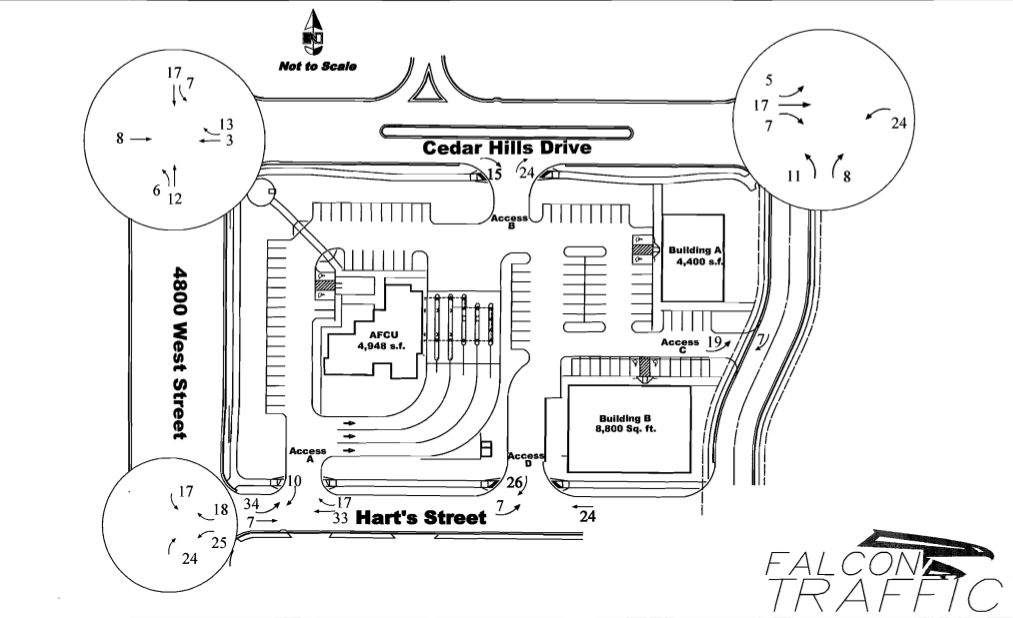 Not to Scale
17
7
8
13
3
6
12
5
17
7
24
11
8
Cedar Hills Drive
15
24
Access
B
Building A
4,400 s.f.
4800 West Street
AFCU
4,948 s.f.
Access
C
19
7
Building B
8,800 Sq. ft.
Access
A
Access
D
10
34
7
17
33
Hart's Street
26
7
24
17
18
25
24
FALCON
TRAFFIC